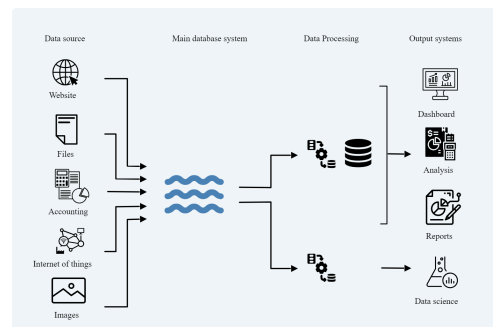 Data source
Main database system
Data Processing
Output systems
Website
Files
Accounting
Internet of things
Images
Dashboard
Analysis
Reports
Data science